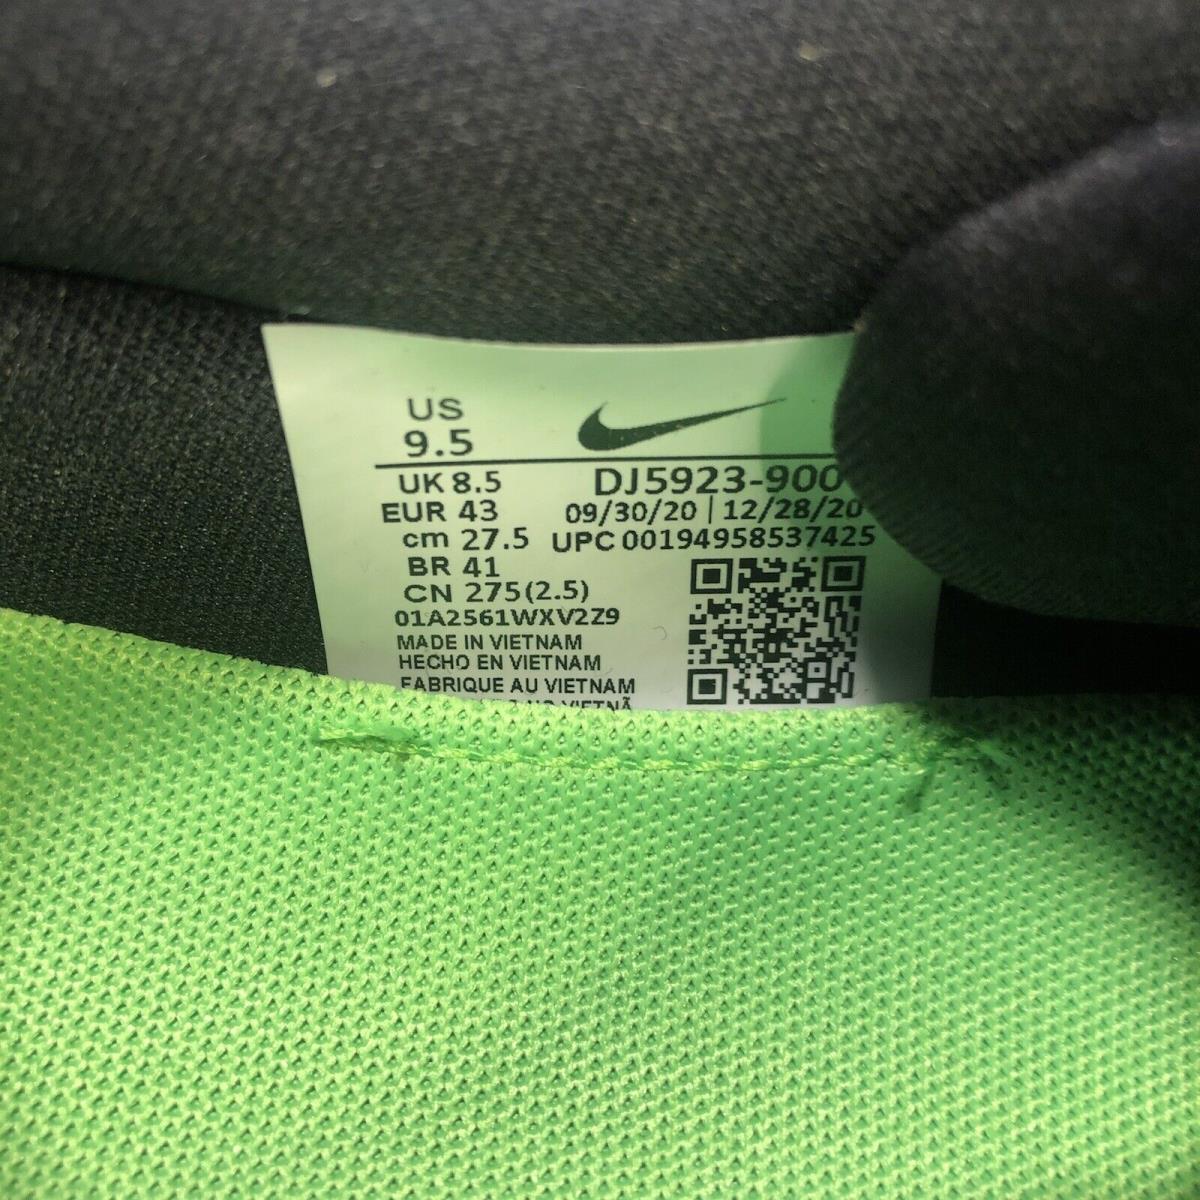 US
9.5
UK 8.5
DJ5923-900
EUR 43
09/30/20 | 12/28/20
cm 27.5
UPC 00194958537425
BR 41
CN 275(2.5)
01A2561WXV2Z9
MADE IN VIETNAM
HECHO EN VIETNAM
FABRIQUE AU VIETNAM